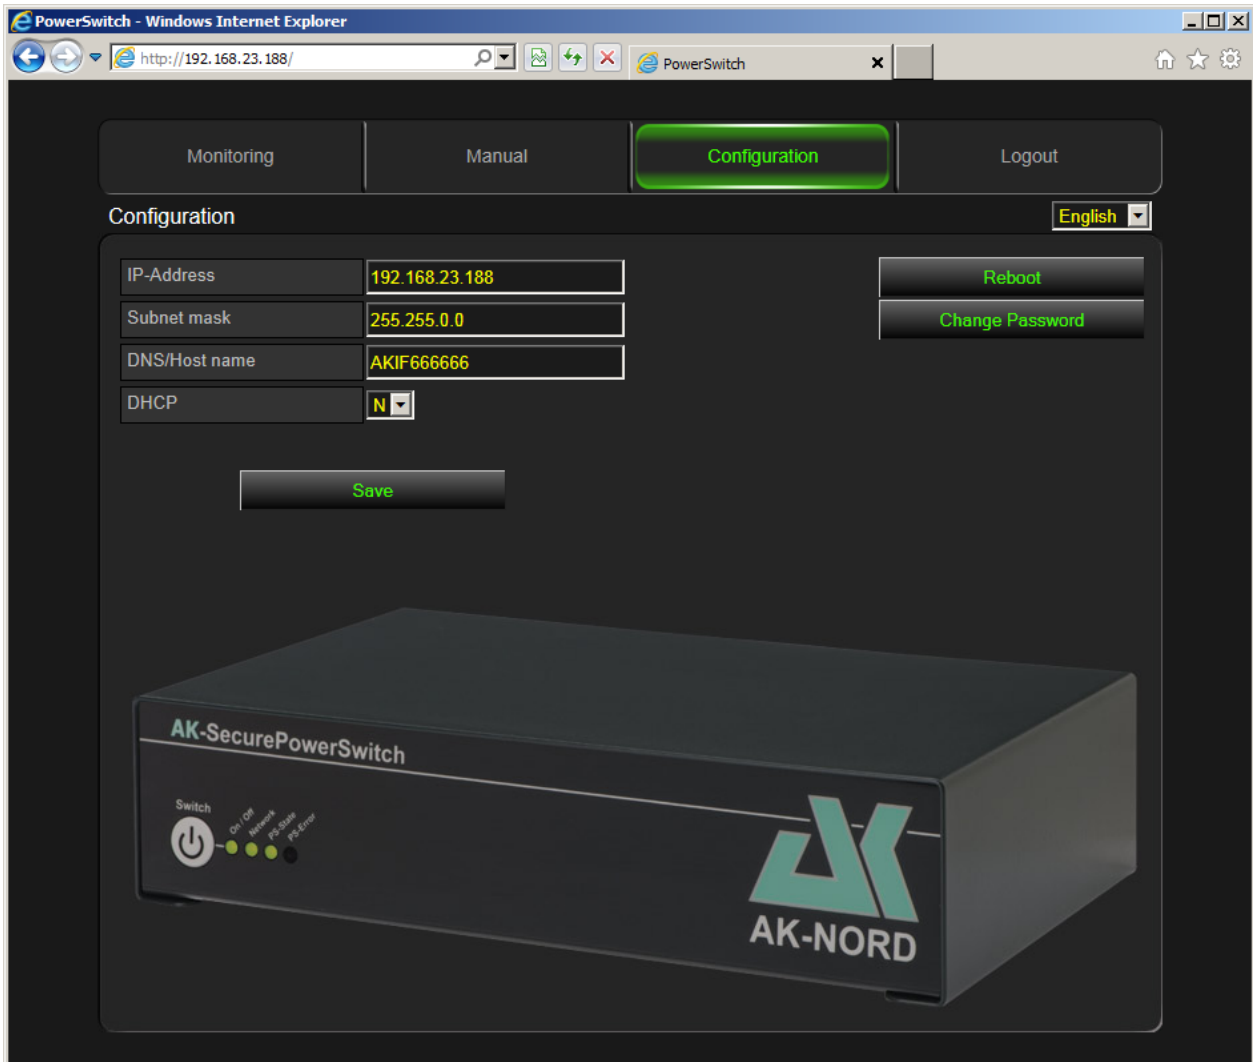 PowerSwitch - Windows Internet Explorer
http://192.168.23.188/
PowerSwitch
Monitoring
Manual
Configuration
Logout
Configuration
English
IP-Address
192.168.23.188
Reboot
Subnet mask
255.255.0.0
Change Password
DNS/Host name
AKIF666666
DHCP
N
Save
AK-SecurePowerSwitch
Switch
On / Off
Network
PS-State
PS-Error
AK-NORD